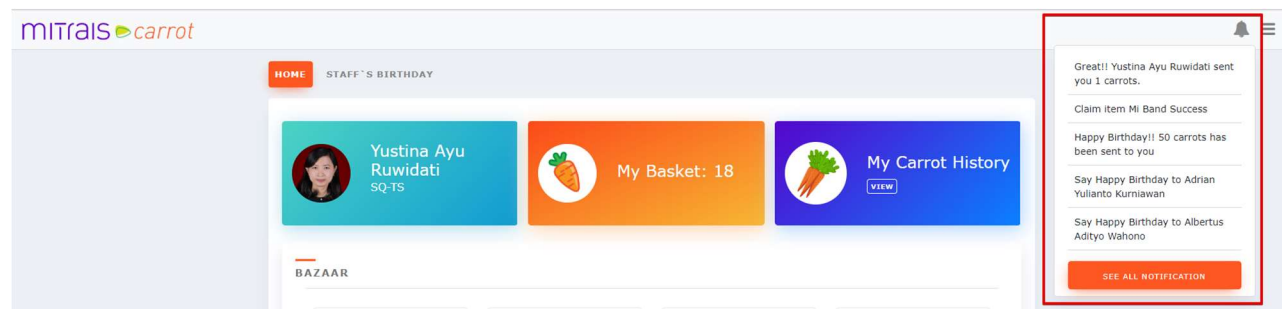 mitrais carrot
HOME STAFF`S BIRTHDAY
Yustina Ayu
Ruwidati
SQ-TS
My Basket: 18
My Carrot History
VIEW
BAZAAR
Great!! Yustina Ayu Ruwidati sent
you 1 carrots.
Claim item Mi Band Success
Happy Birthday!! 50 carrots has
been sent to you
Say Happy Birthday to Adrian
Yulianto Kurniawan
Say Happy Birthday to Albertus
Adityo Wahono
SEE ALL NOTIFICATION